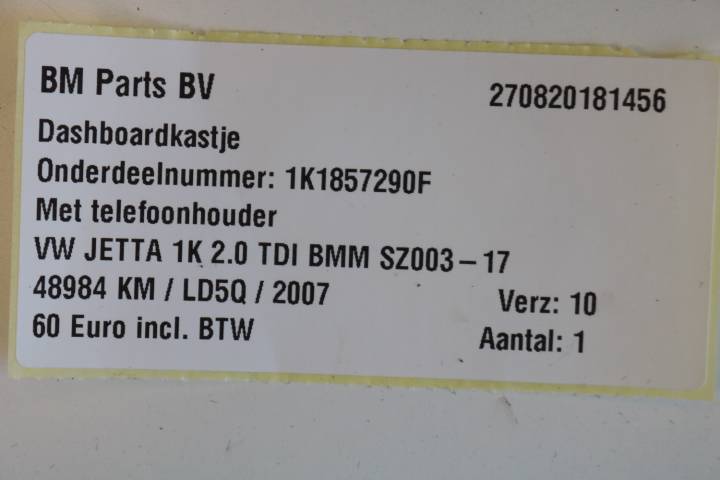 BM Parts BV 270820181456
Dashboardkastje
Onderdeelnummer: 1K1857290F
Met telefoonhouder
VW JETTA 1K 2.0 TDI BMM SZ003-17
48984 KM / LD5Q / 2007 Verz: 10
60 Euro incl. BTW Aantal: 1